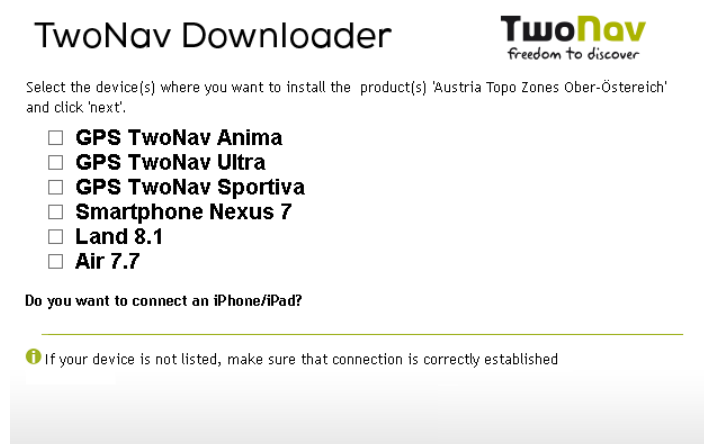 TwoNav Downloader
TwoNav
freedom to discover
Select the device(s) where you want to install the product(s) 'Austria Topo Zones Ober-Östereich'
and click 'next'.
GPS TwoNav Anima
GPS TwoNav Ultra
GPS TwoNav Sportiva
Smartphone Nexus 7
Land 8.1
Air 7.7
Do you want to connect an iPhone/iPad?
If your device is not listed, make sure that connection is correctly established